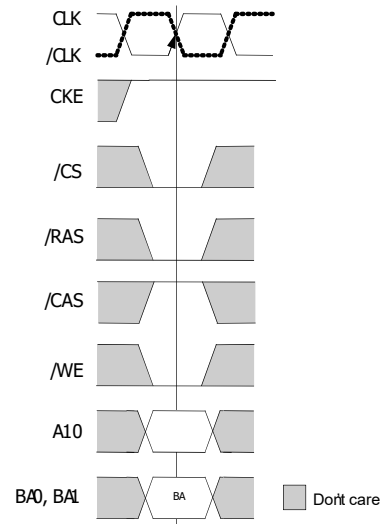 CLK
/CLK
CKE
/CS
/RAS
/CAS
/WE
A10
BA0, BA1
BA
Don't care